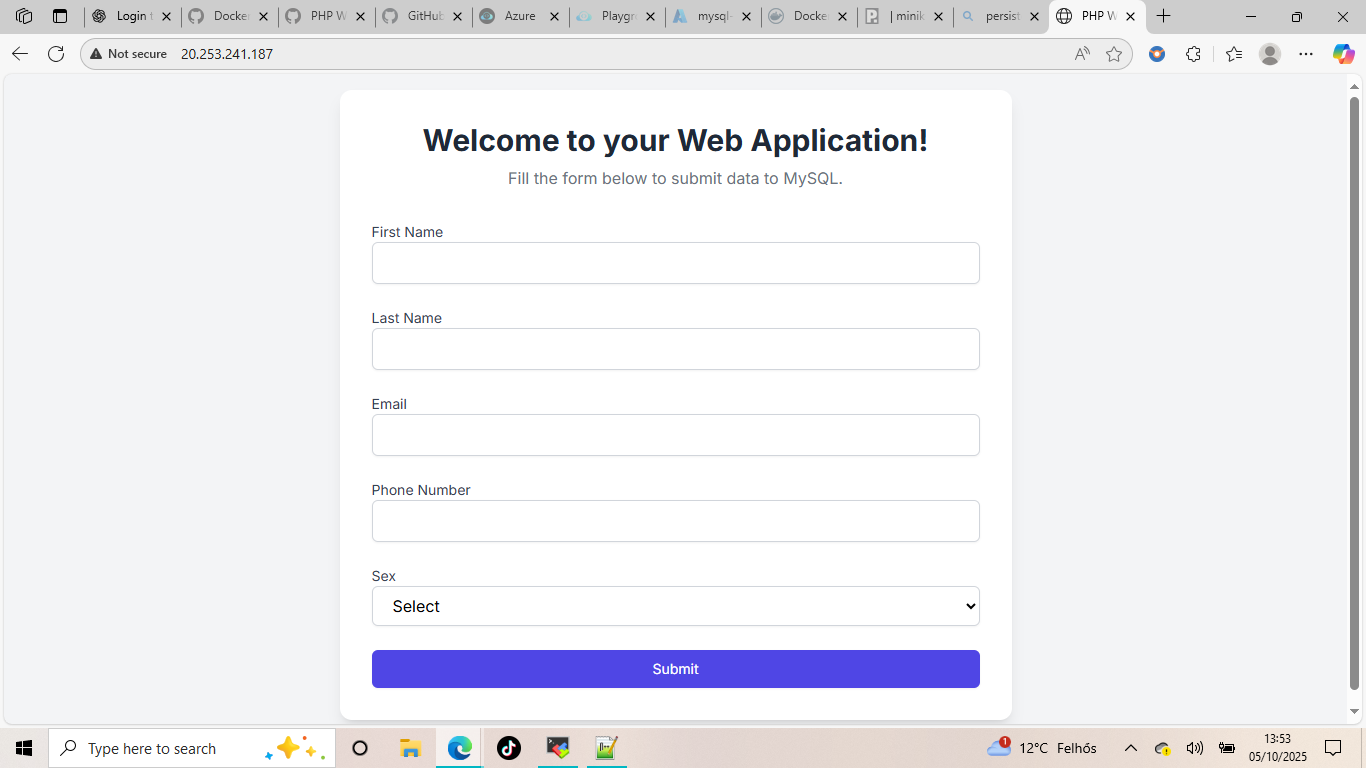 Login t
Docker
PHP W
GitHub
Azure
Playgr
mysql-
Docke
| minik
persist
PHP W
Not secure
20.253.241.187
Welcome to your Web Application!
Fill the form below to submit data to MySQL.
First Name
Last Name
Email
Phone Number
Sex
Select
Submit
Type here to search
1
12°C Felhős
13:53
05/10/2025